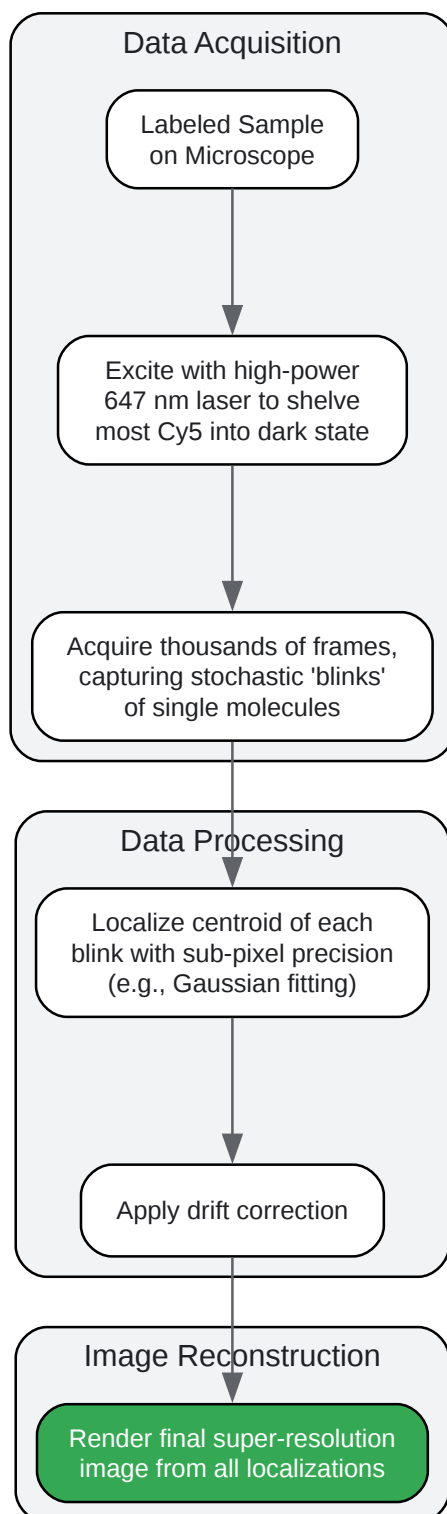 Data Acquisition
Labeled Sample
on Microscope
Excite with high-power
647 nm laser to shelve
most Cy5 into dark state
Acquire thousands of frames,
capturing stochastic 'blinks'
of single molecules
Data Processing
Localize centroid of each
blink with sub-pixel precision
(e.g., Gaussian fitting)
Apply drift correction
Image Reconstruction
Render final super-resolution
image from all localizations